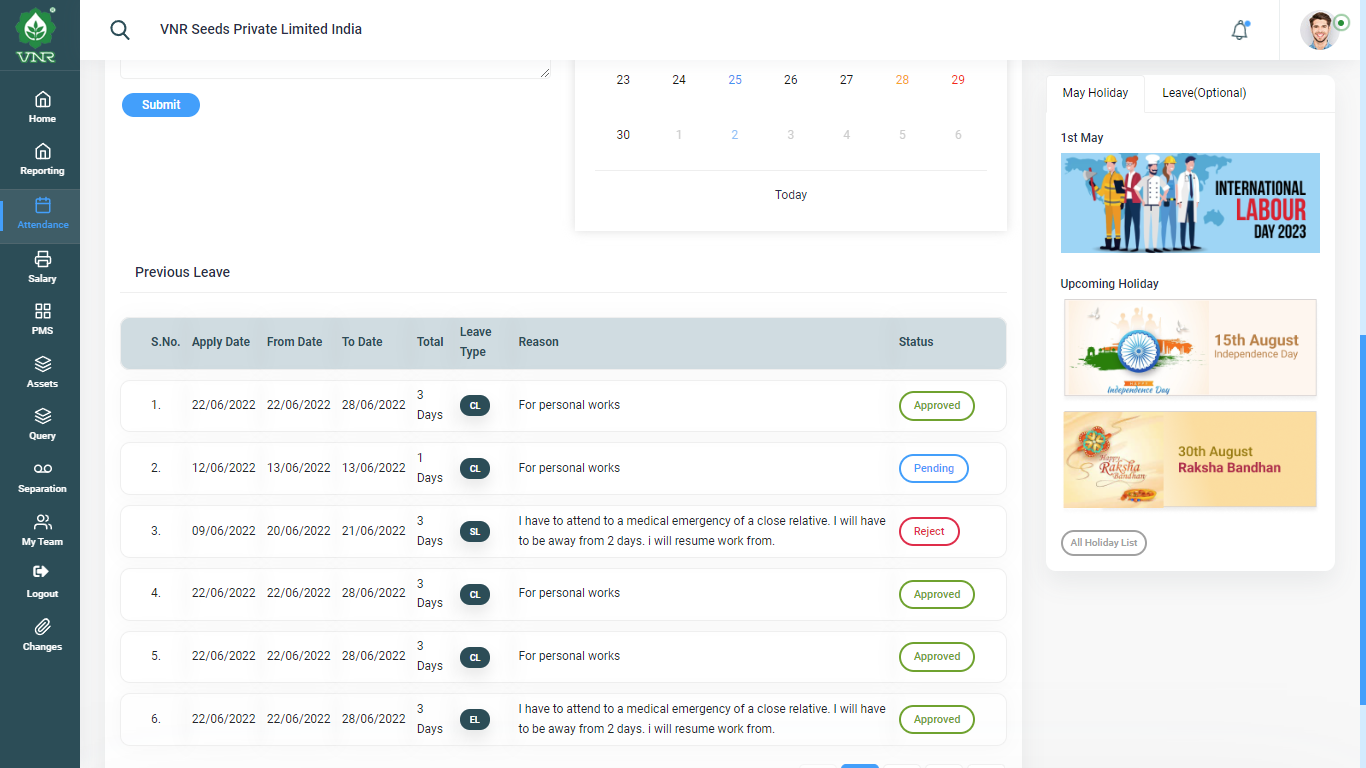 VNR
VNR Seeds Private Limited India
Home
Reporting
Attendance
Salary
PMS
Assets
Query
Separation
My Team
Logout
Changes
Submit
23 24 25 26 27 28 29
30 1 2 3 4 5 6
Today
Previous Leave
S.No. Apply Date From Date To Date Total Leave Type Reason Status
1. 22/06/2022 22/06/2022 28/06/2022 3 Days CL For personal works Approved
2. 12/06/2022 13/06/2022 13/06/2022 1 Days CL For personal works Pending
3. 09/06/2022 20/06/2022 21/06/2022 3 Days SL I have to attend to a medical emergency of a close relative. I will have
to be away from 2 days. i will resume work from. Reject
4. 22/06/2022 22/06/2022 28/06/2022 3 Days CL For personal works Approved
5. 22/06/2022 22/06/2022 28/06/2022 3 Days CL For personal works Approved
6. 22/06/2022 22/06/2022 28/06/2022 3 Days EL I have to attend to a medical emergency of a close relative. I will have
to be away from 2 days. i will resume work from. Approved
May Holiday Leave(Optional)
1st May
INTERNATIONAL
LABOUR
DAY 2023
Upcoming Holiday
HAPPY
Independence Day
15th August
Independence Day
Happy
Raksha
Bandhan
30th August
Raksha Bandhan
All Holiday List